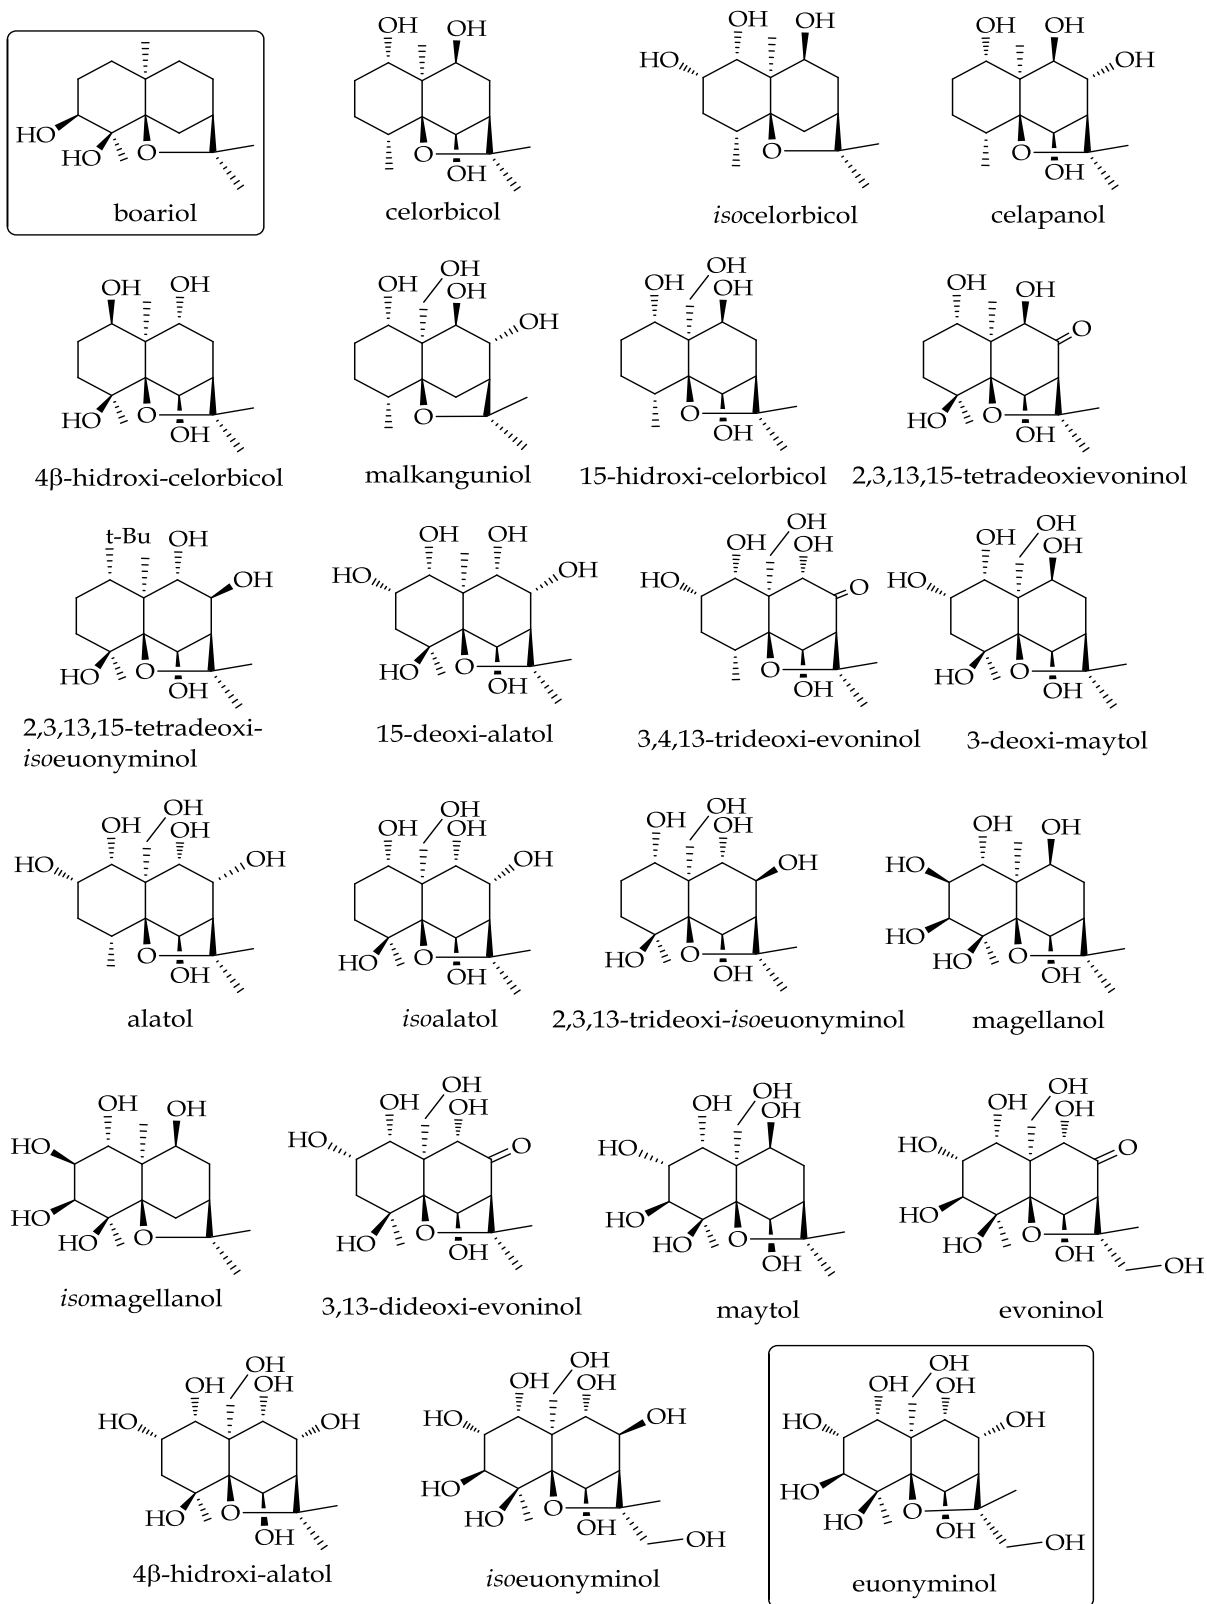 HO
HO
O
boariol
OH
OH
O
OH
celorbicol
OH
OH
HO
O
isocelorbicol
OH
OH
OH
O
OH
celapanol
OH
OH
HO
O
OH
4β-hidroxi-celorbicol
OH
OH
OH
OH
O
malkanguniol
OH
OH
OH
O
OH
15-hidroxi-celorbicol
OH
OH
O
HO
O
OH
2,3,13,15-tetradeoxievoninol
t-Bu
OH
OH
HO
O
OH
2,3,13,15-tetradeoxi-
isoeuonyminol
OH
OH
HO
OH
HO
O
OH
15-deoxi-alatol
OH
OH
OH
HO
O
O
OH
3,4,13-trideoxi-evoninol
OH
OH
OH
HO
HO
O
OH
3-deoxi-maytol
OH
OH
OH
HO
OH
O
OH
alatol
OH
OH
OH
OH
HO
O
OH
isoalatol
OH
OH
OH
OH
HO
O
OH
2,3,13-trideoxi-isoeuonyminol
OH
OH
HO
HO
HO
O
OH
magellanol
OH
OH
HO
HO
HO
O
isomagellanol
OH
OH
OH
HO
O
HO
O
OH
3,13-dideoxi-evoninol
OH
OH
OH
HO
HO
HO
O
OH
maytol
OH
OH
OH
HO
O
HO
HO
O
OH
OH
evoninol
OH
OH
OH
HO
OH
HO
O
OH
4β-hidroxi-alatol
OH
OH
OH
HO
OH
HO
HO
O
OH
OH
isoeuonyminol
OH
OH
OH
HO
OH
HO
HO
O
OH
OH
euonyminol